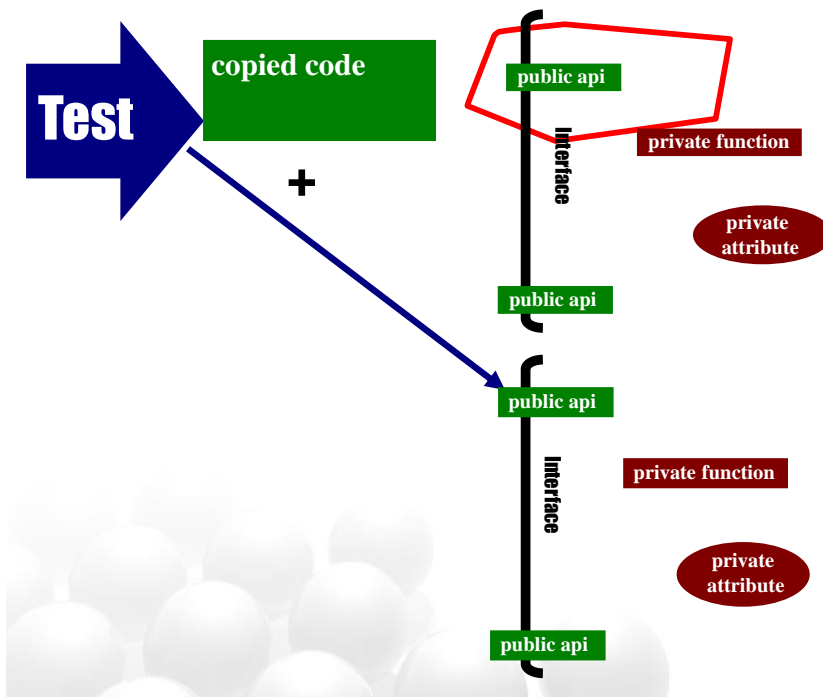 copied code
Test
+
public api
Interface
private function
private
attribute
public api
public api
Interface
private function
private
attribute
public api